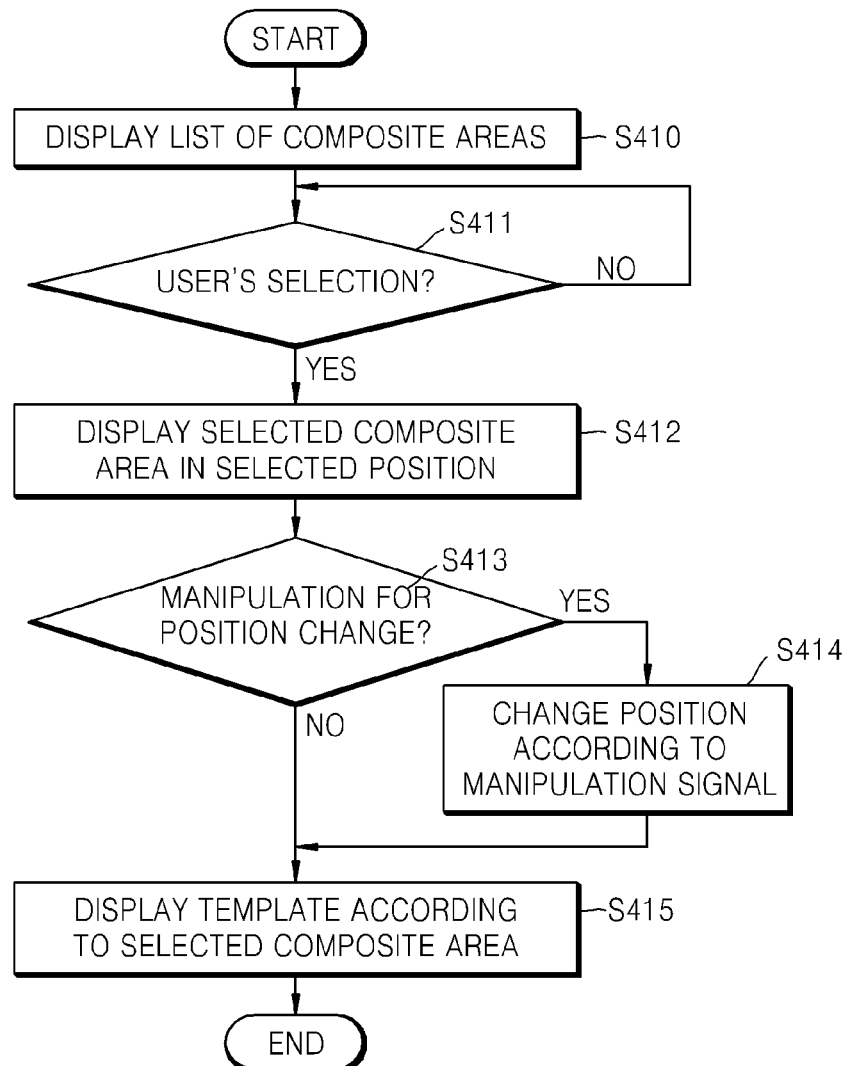 START
DISPLAY LIST OF COMPOSITE AREAS
S410
S411
USER'S SELECTION?
NO
YES
DISPLAY SELECTED COMPOSITE
AREA IN SELECTED POSITION
S412
S413
MANIPULATION FOR
POSITION CHANGE?
YES
S414
CHANGE POSITION
ACCORDING TO
MANIPULATION SIGNAL
NO
DISPLAY TEMPLATE ACCORDING
TO SELECTED COMPOSITE AREA
S415
END